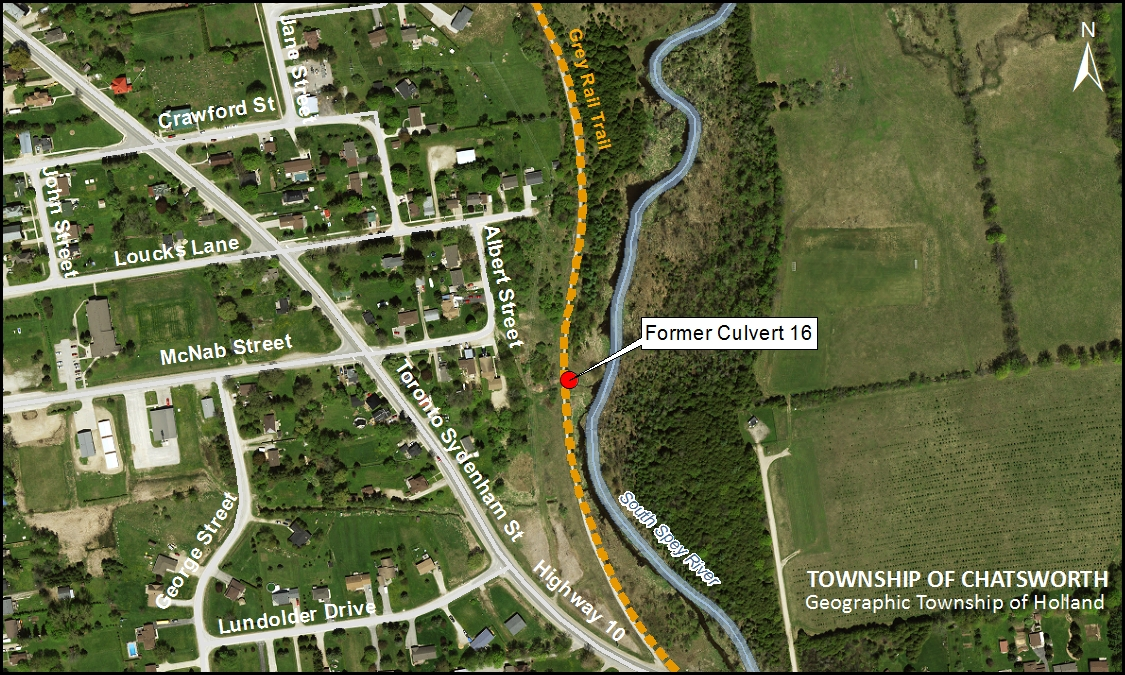 Jane Street
N
Grey Rail Trail
Crawford St
John Street
Loucks Lane
Albert Street
Former Culvert 16
McNab Street
Toronto Sydenham St
South Spey River
George Street
Highway 10
TOWNSHIP OF CHATSWORTH
Geographic Township of Holland
Lundolder Drive